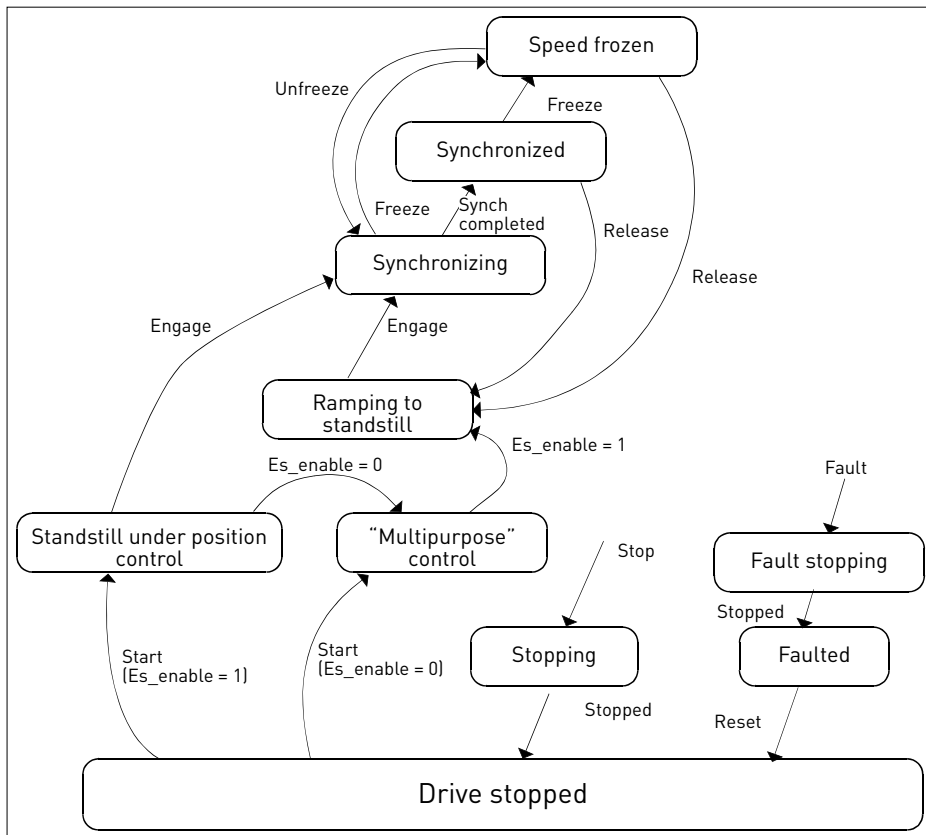 Speed frozen
Unfreeze
Freeze
Synchronized
Freeze
Synch
completed
Release
Synchronizing
Release
Engage
Engage
Ramping to
standstill
Es_enable = 1
Es_enable = 0
Fault
Standstill under position
control
“Multipurpose”
control
Stop
Fault stopping
Stopped
Start
(Es_enable = 1)
Start
(Es_enable = 0)
Stopping
Faulted
Stopped
Reset
Drive stopped